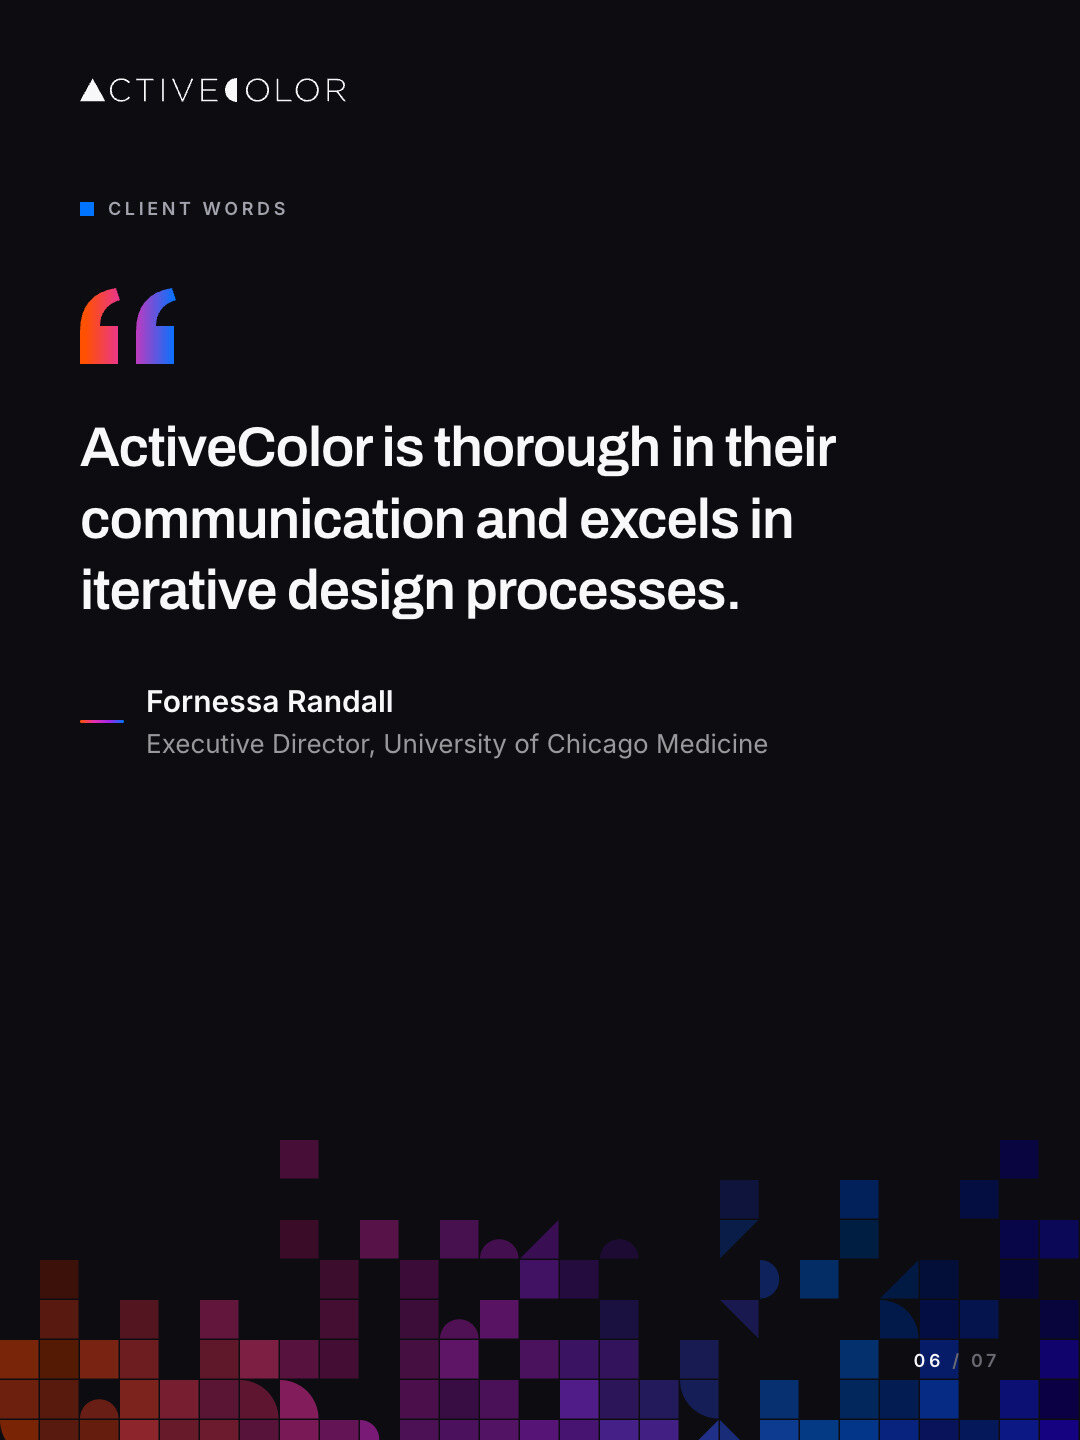 ACTIVECOLOR
CLIENT WORDS
“
ActiveColor is thorough in their
communication and excels in
iterative design processes.
Fornessa Randall
Executive Director, University of Chicago Medicine
06 / 07